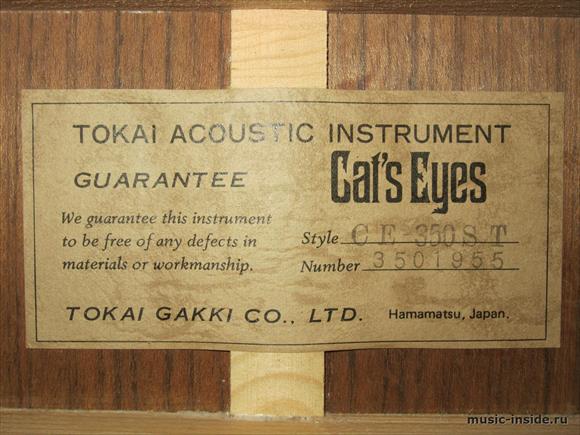 TOKAI ACOUSTIC INSTRUMENT
GUARANTEE
Cat's Eyes
We guarantee this instrument
to be free of any defects in
materials or workmanship.
Style CE-350ST
Number 3501955
TOKAI GAKKI CO., LTD. Hamamatsu, Japan.
music-inside.ru